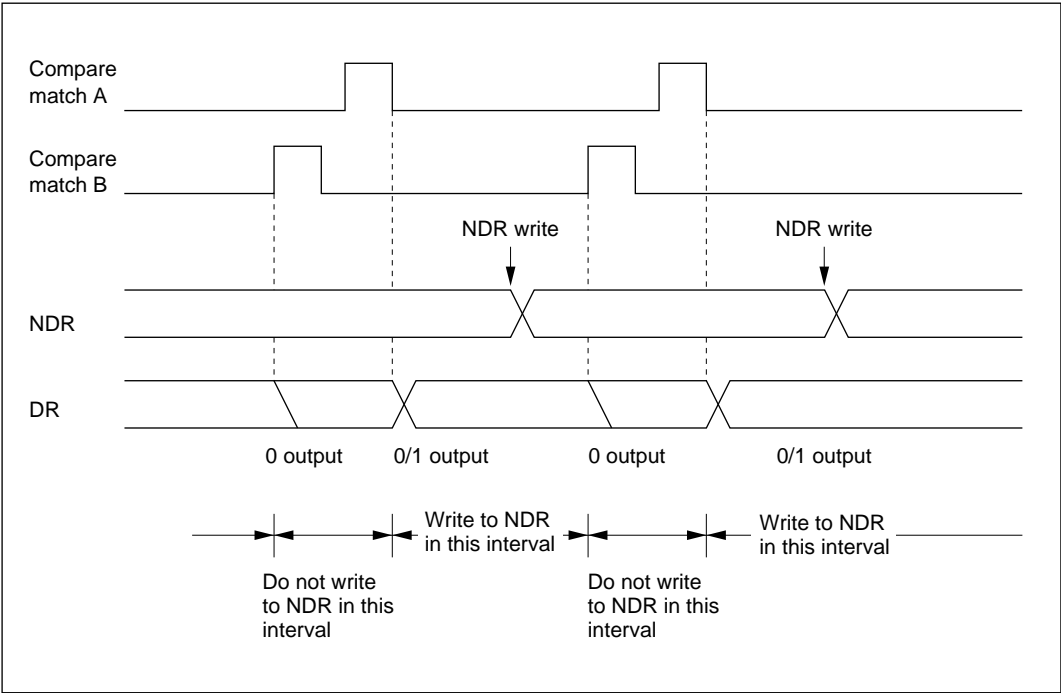 Compare
match A
Compare
match B
NDR write
NDR write
NDR
DR
0 output
0/1 output
0 output
0/1 output
Write to NDR
in this interval
Write to NDR
in this interval
Do not write
to NDR in this
interval
Do not write
to NDR in this
interval